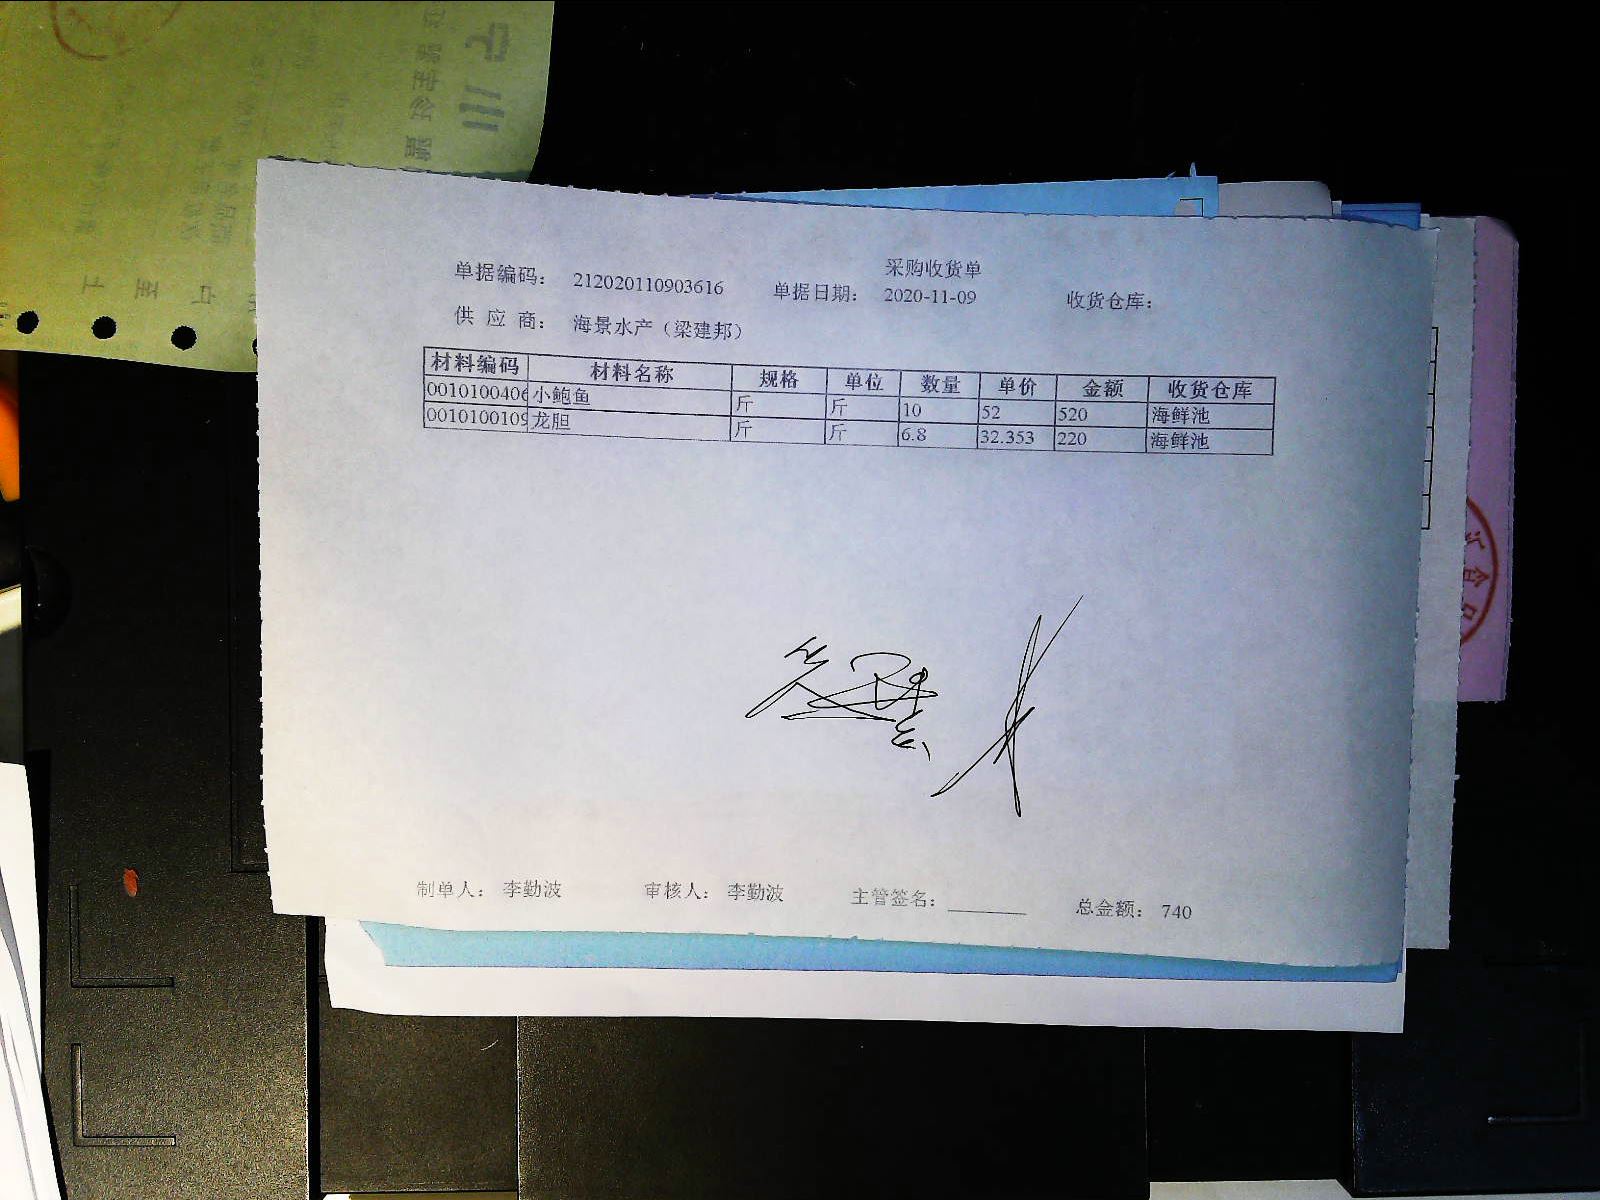 采购收货单
单据编码： 212020110903616 单据日期： 2020-11-09 收货仓库：
供 应 商： 海景水产（梁建邦）
材料编码 材料名称 规格 单位 数量 单价 金额 收货仓库
0010100406 小鲍鱼 斤 斤 10 52 520 海鲜池
0010100109 龙胆 斤 斤 6.8 32.353 220 海鲜池
制单人： 李勤波 审核人： 李勤波 主管签名： 总金额： 740